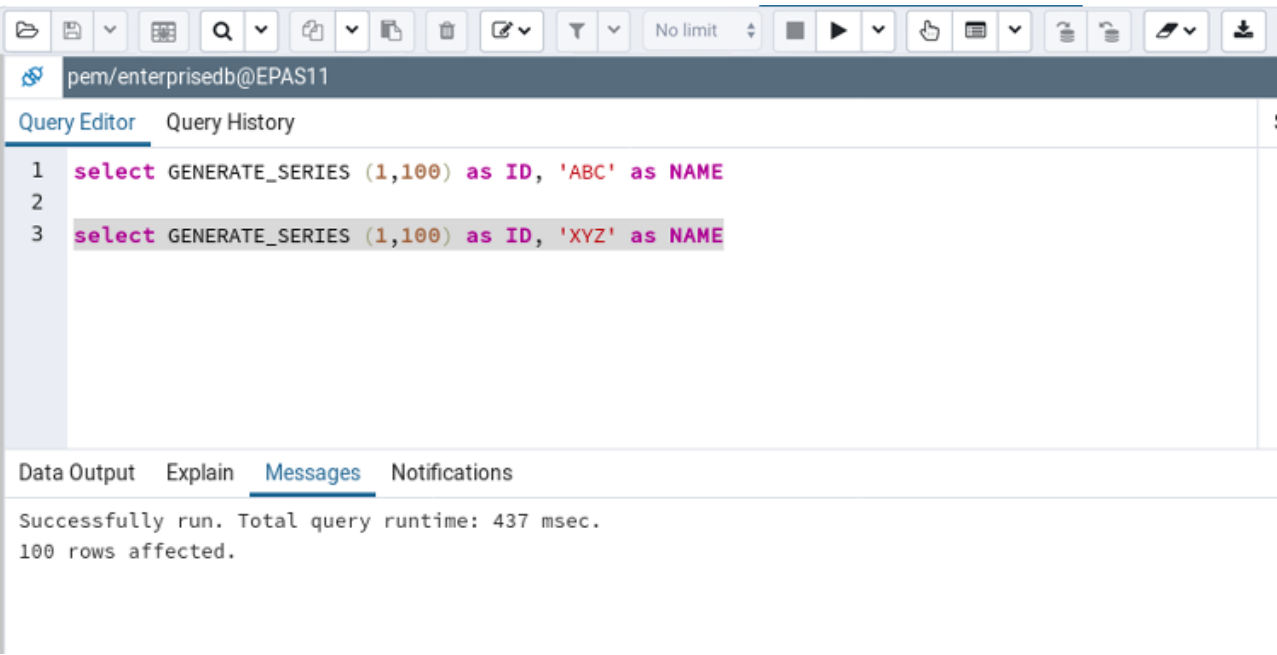 No limit
pem/enterprisedb@EPAS11
Query Editor Query History
1 select GENERATE_SERIES (1,100) as ID, 'ABC' as NAME
2
3 select GENERATE_SERIES (1,100) as ID, 'XYZ' as NAME
Data Output Explain Messages Notifications
Successfully run. Total query runtime: 437 msec.
100 rows affected.